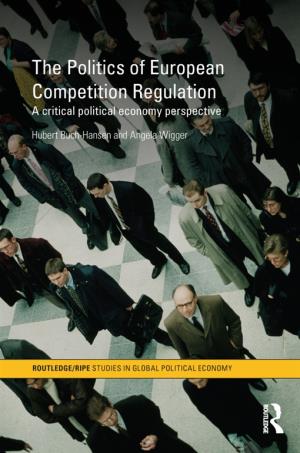 The Politics of European
Competition Regulation
A critical political economy perspective
Hubert Buch-Hansen and Angela Wigger
ROUTLEDGE/RIPE STUDIES IN GLOBAL POLITICAL ECONOMY
R
ROUTLEDGE